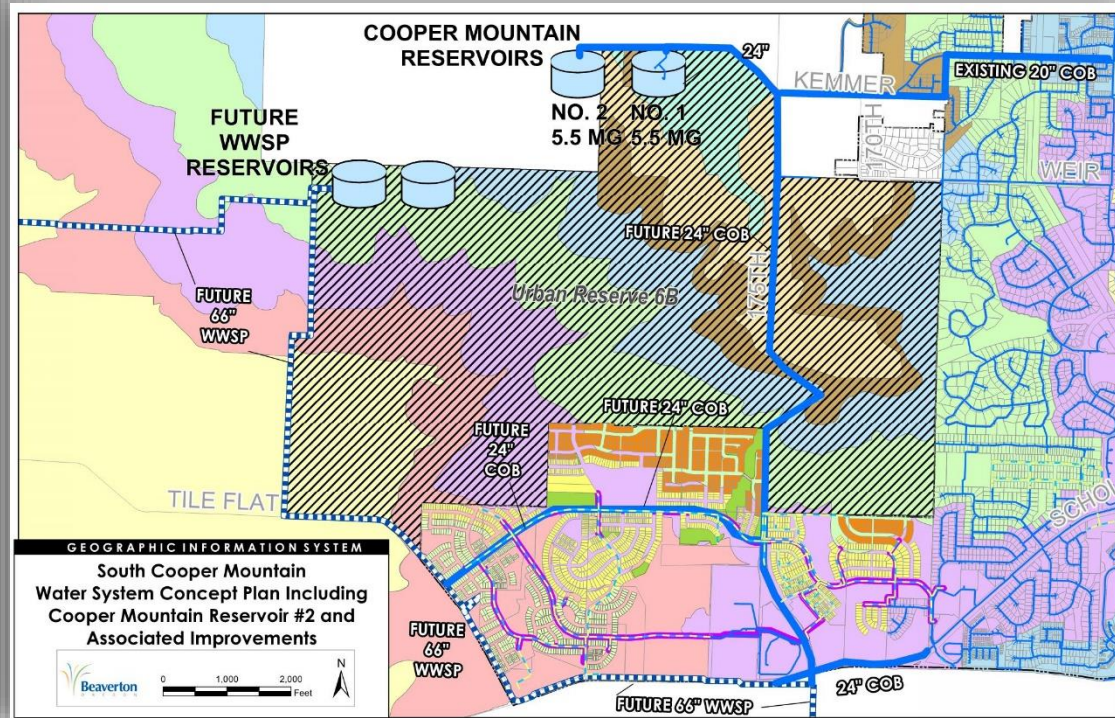 COOPER MOUNTAIN
RESERVOIRS
24"
KEMMER
EXISTING 20" COB
NO. 2
5.5 MG
NO. 1
5.5 MG
170TH
WEIR
FUTURE
WWSP
RESERVOIRS
FUTURE 24" COB
175TH
Urban Reserve 6B
FUTURE
66"
WWSP
FUTURE 24" COB
FUTURE
24"
COB
TILE FLAT
GEOGRAPHIC INFORMATION SYSTEM
South Cooper Mountain
Water System Concept Plan Including
Cooper Mountain Reservoir #2 and
Associated Improvements
Beaverton
0 1,000 2,000
Feet
N
FUTURE
66"
WWSP
FUTURE 66" WWSP
24" COB